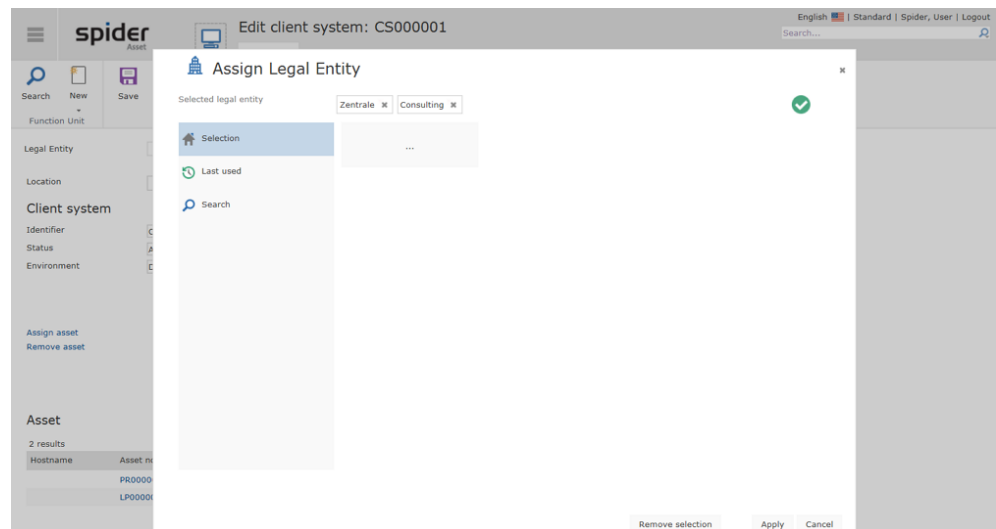 English | Standard | Spider, User | Logout
Search...
spider
Asset
Edit client system: CS000001
Search
New
Save
Function Unit
Assign Legal Entity
Selected legal entity
Zentrale
Consulting
Selection
...
Last used
Search
Legal Entity
Location
Client system
Identifier
Status
Environment
Assign asset
Remove asset
Asset
2 results
Hostname
PR0000
LP0000
Remove selection
Apply
Cancel